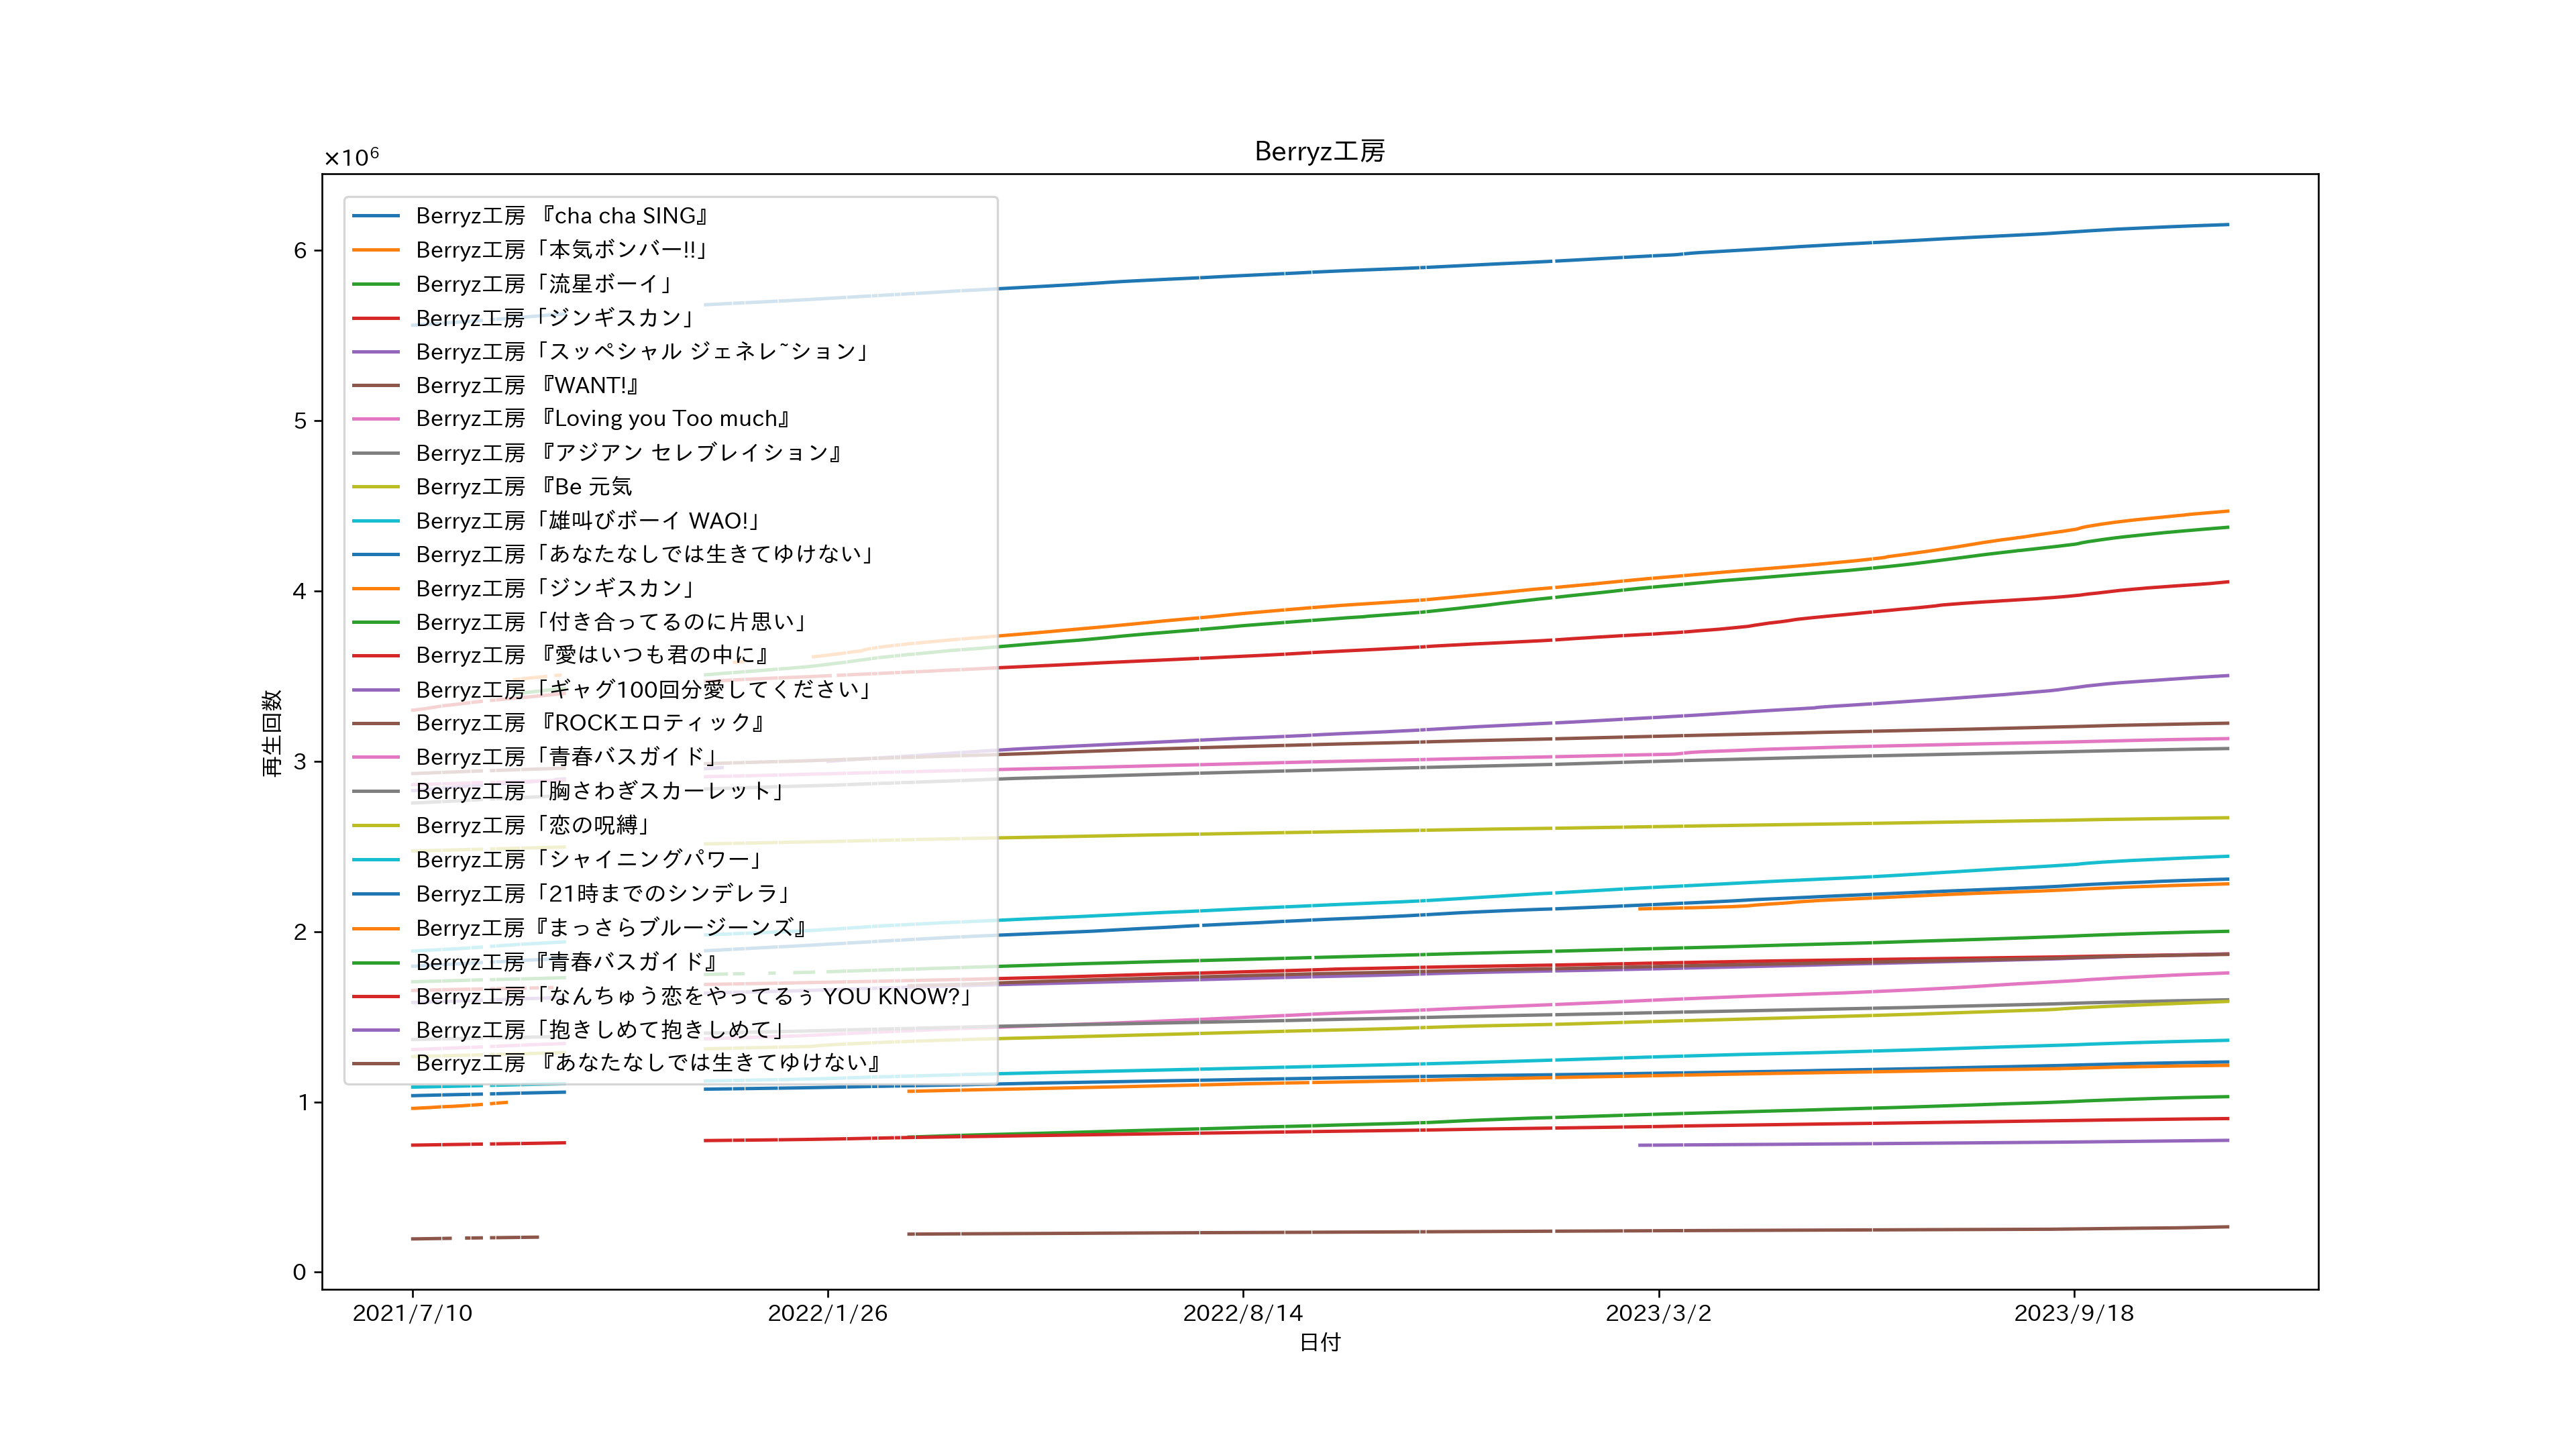 Berryz工房
×10⁶
Berryz工房 『cha cha SING』
Berryz工房「本気ボンバー!!」
Berryz工房「流星ボーイ」
Berryz工房「ジンギスカン」
Berryz工房「スッペシャル ジェネレ~ション」
Berryz工房 『WANT!』
Berryz工房 『Loving you Too much』
Berryz工房 『アジアン セレブレイション』
Berryz工房 『Be 元気
Berryz工房「雄叫びボーイ WAO!」
Berryz工房「あなたなしでは生きてゆけない」
Berryz工房「ジンギスカン」
Berryz工房「付き合ってるのに片思い」
Berryz工房 『愛はいつも君の中に』
Berryz工房「ギャグ100回分愛してください」
Berryz工房 『ROCKエロティック』
Berryz工房「青春バスガイド」
Berryz工房「胸さわぎスカーレット」
Berryz工房「恋の呪縛」
Berryz工房「シャイニングパワー」
Berryz工房「21時までのシンデレラ」
Berryz工房『まっさらブルージーンズ』
Berryz工房『青春バスガイド』
Berryz工房「なんちゅう恋をやってるぅ YOU KNOW?」
Berryz工房「抱きしめて抱きしめて」
Berryz工房 『あなたなしでは生きてゆけない』
6
5
4
3
2
1
0
再生回数
2021/7/10
2022/1/26
2022/8/14
2023/3/2
2023/9/18
日付